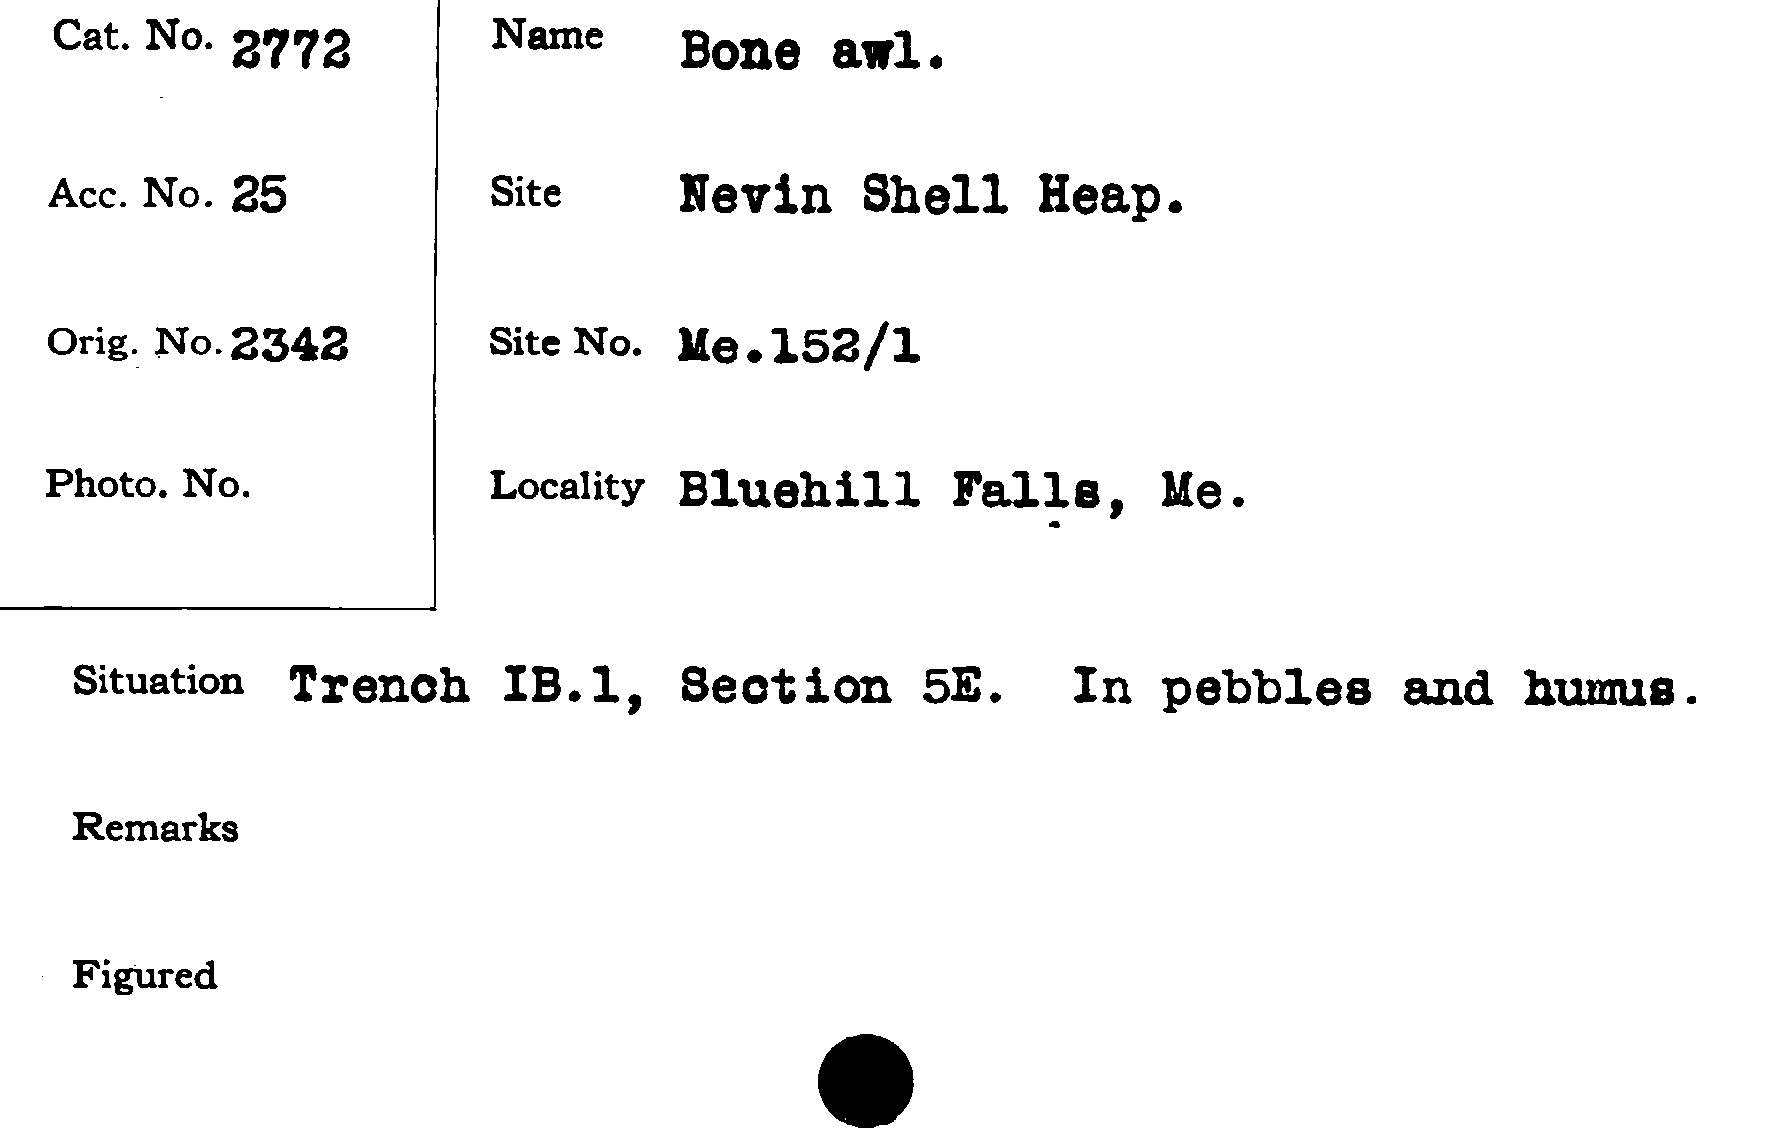 Cat. No. 2772
Acc. No. 25
Orig. No. 2342
Photo. No.
Name Bone awl.
Site Nevin Shell Heap.
Site No. Me.152/1
Locality Bluehill Falls, Me.
Situation Trench IB.1, Section 5E. In pebbles and humus.
Remarks
Figured